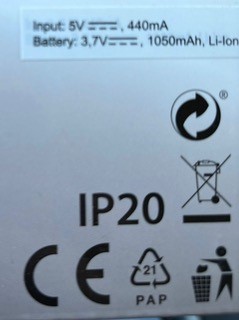 Input: 5V⎓, 440mA
Battery: 3,7V⎓, 1050mAh, Li-Ion
®
IP20
CE
21
PAP